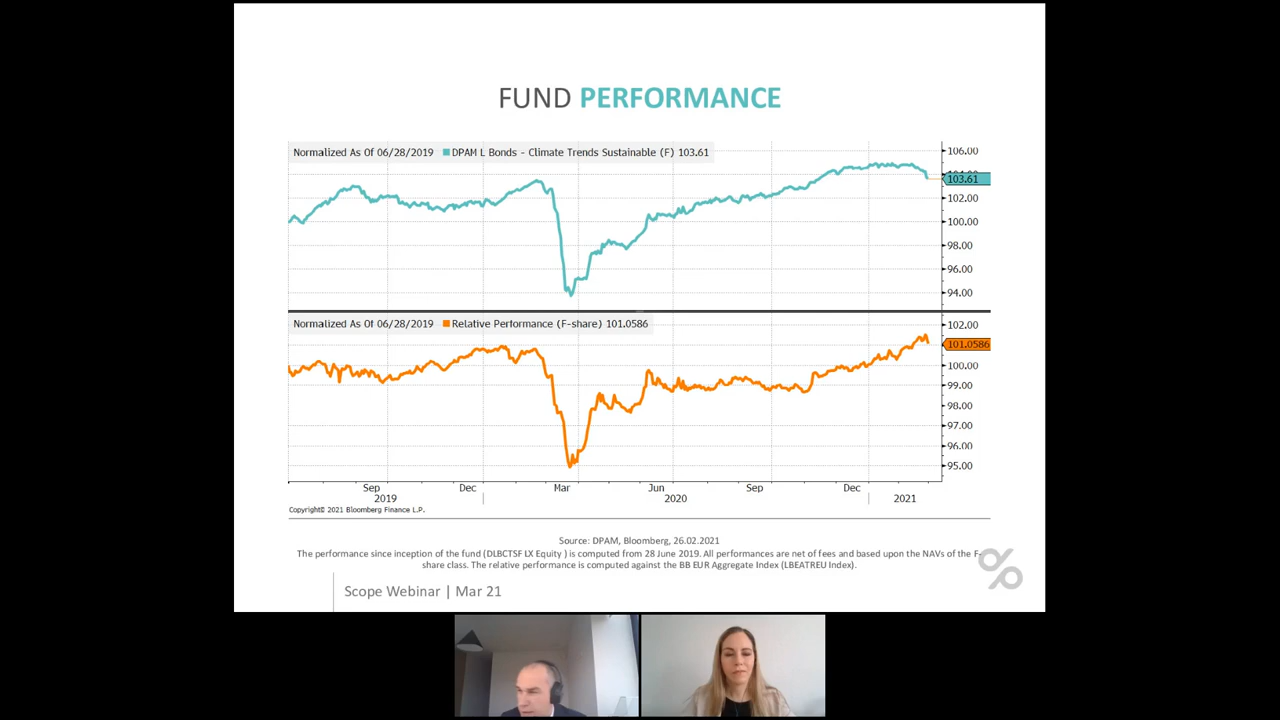 FUND PERFORMANCE
Normalized As Of 06/28/2019 DPAM L Bonds - Climate Trends Sustainable (F) 103.61
106.00
103.61
102.00
100.00
98.00
96.00
94.00
Normalized As Of 06/28/2019 Relative Performance (F-share) 101.0586
102.00
101.0586
100.00
99.00
98.00
97.00
96.00
95.00
Sep Dec Mar Jun Sep Dec
2019 2020 2021
Copyright© 2021 Bloomberg Finance L.P.
Source: DPAM, Bloomberg, 26.02.2021
The performance since inception of the fund (DLBCTSF LX Equity ) is computed from 28 June 2019. All performances are net of fees and based upon the NAVs of the F-
share class. The relative performance is computed against the BB EUR Aggregate Index (LBEATREU Index).
%
Scope Webinar | Mar 21